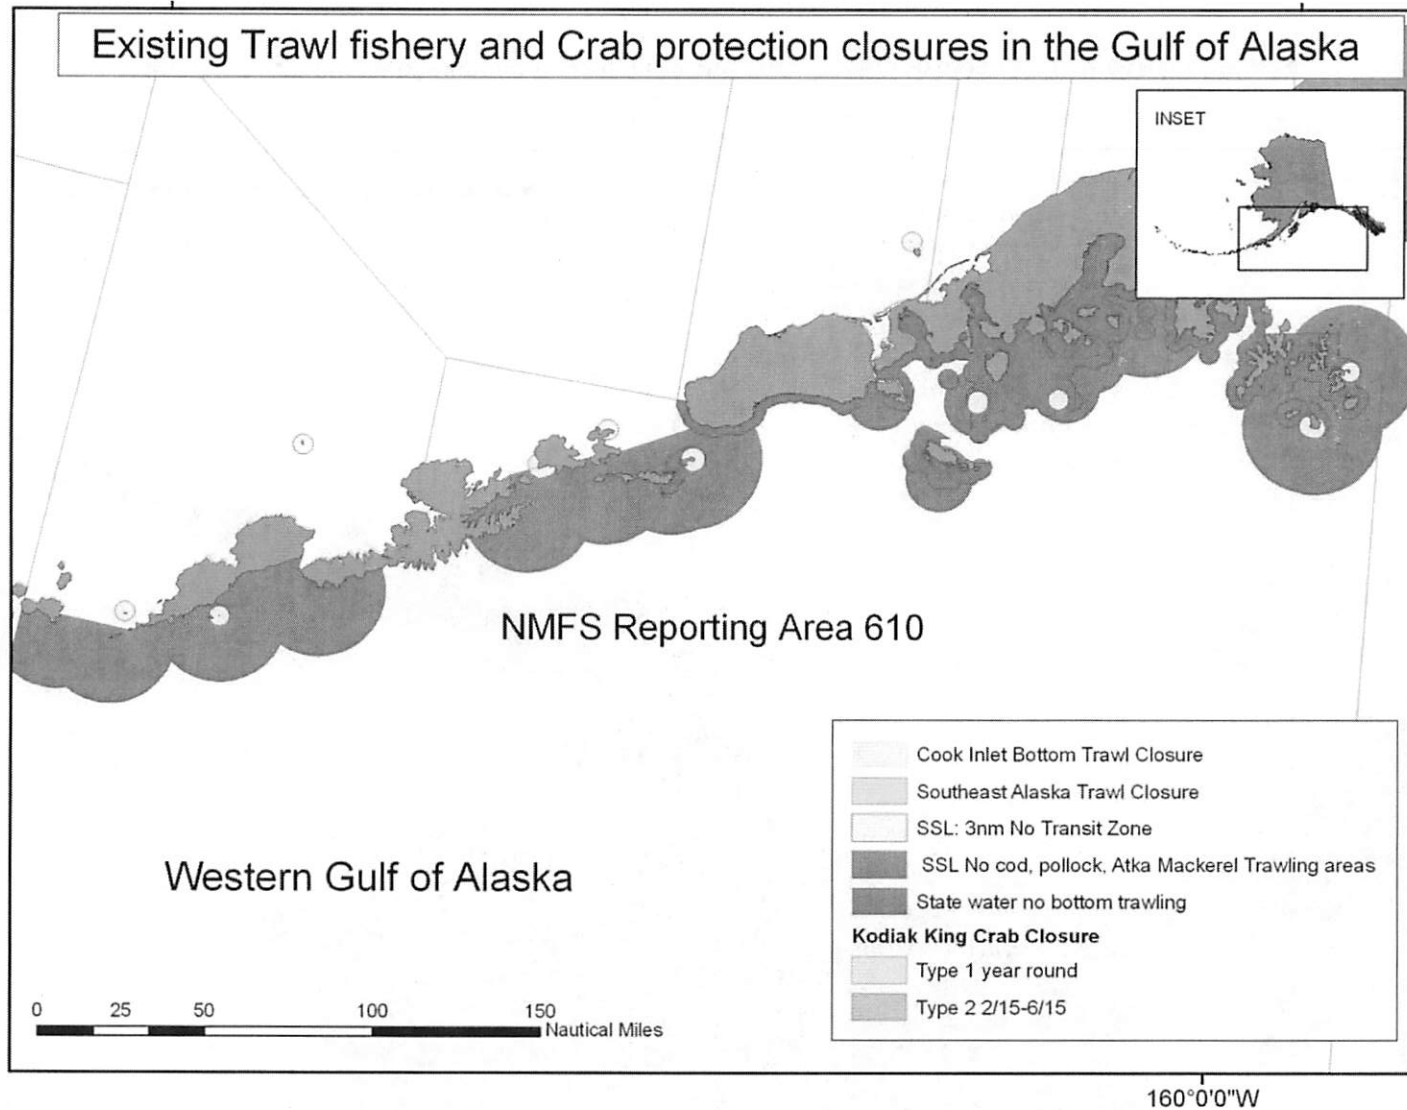 Existing Trawl fishery and Crab protection closures in the Gulf of Alaska
INSET
NMFS Reporting Area 610
Western Gulf of Alaska
Cook Inlet Bottom Trawl Closure
Southeast Alaska Trawl Closure
SSL: 3nm No Transit Zone
SSL No cod, pollock, Atka Mackerel Trawling areas
State water no bottom trawling
Kodiak King Crab Closure
Type 1 year round
Type 2 2/15-6/15
0 25 50 100 150
Nautical Miles
160°0'0"W